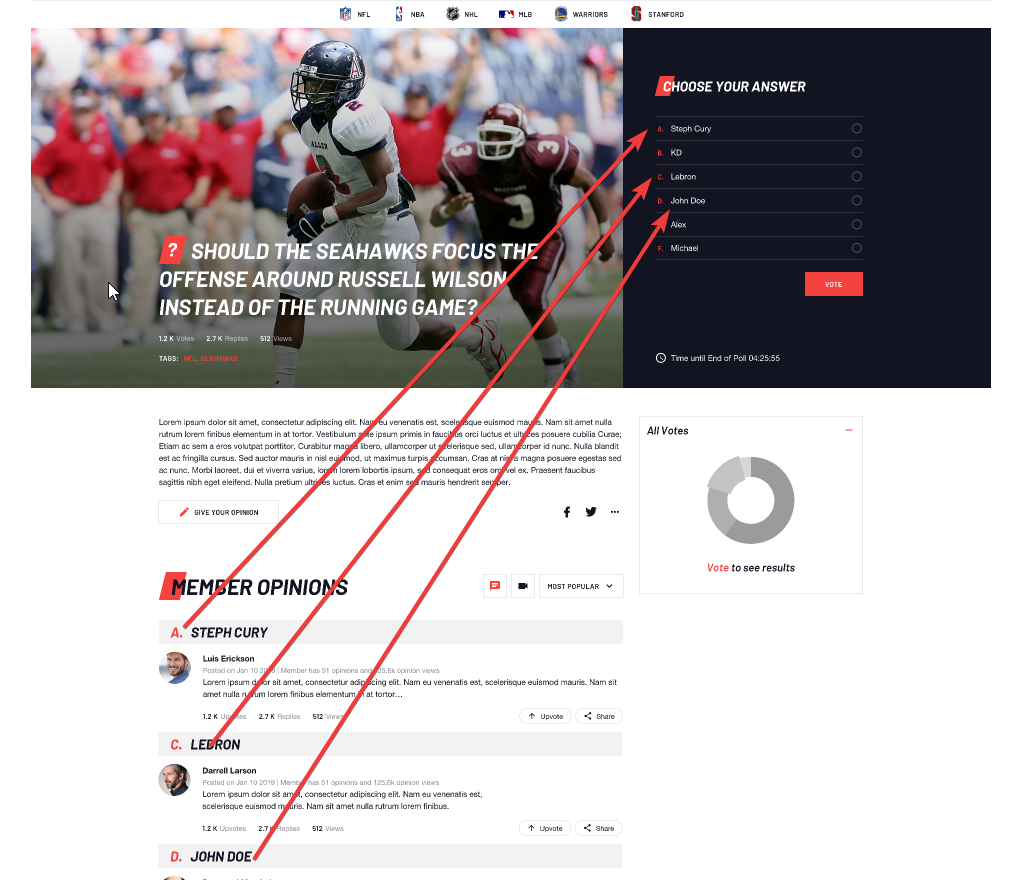 NFL NBA NHL MLB WARRIORS STANFORD
CHOOSE YOUR ANSWER
A. Steph Cury
B. KD
C. Lebron
D. John Doe
Alex
F. Michael
VOTE
Time until End of Poll 04:25:55
ALLEN
3 3
? SHOULD THE SEAHAWKS FOCUS THE
OFFENSE AROUND RUSSELL WILSON
INSTEAD OF THE RUNNING GAME?
1.2 K Votes 2.7 K Replies 512 Views
TAGS: NFL, SEAHAWKS
Lorem ipsum dolor sit amet, consectetur adipiscing elit. Nam eu venenatis elit, scelerisque euismod mauris. Nam sit amet nulla
rutrum lorem finibus elementum in at tortor. Vestibulum ante ipsum primis in faucibus orci luctus et ultrices posuere cubilia Curae;
Etiam ac sem a eros volutpat porttitor. Curabitur magna libero, ullamcorper ut scelerisque sed, ullamcorper id nunc. Nulla blandit
est ac fringilla cursus. Sed auctor mauris in nisl euismod, ut maximus turpis accumsan. Cras at nisi a magna posuere egestas sed
ac nunc. Morbi laoreet, dui et viverra varius, lorem lorem lobortis ipsum, sed consequat eros orci vel ex. Praesent faucibus
sagittis nibh eget eleifend. Nulla pretium ultrices luctus. Cras et enim sed mauris hendrerit semper.
GIVE YOUR OPINION
All Votes
Vote to see results
MEMBER OPINIONS
MOST POPULAR
A. STEPH CURY
Luis Erickson
Posted on Jan 10 2019 | Member has 51 opinions and 125.6k opinion views
Lorem ipsum dolor sit amet, consectetur adipiscing elit. Nam eu venenatis est, scelerisque euismod mauris. Nam sit
amet nulla rutrum lorem finibus elementum in at tortor…
1.2 K Upvotes 2.7 K Replies 512 Views
Upvote Share
C. LEBRON
Darrell Larson
Posted on Jan 10 2019 | Member has 51 opinions and 125.6k opinion views
Lorem ipsum dolor sit amet, consectetur adipiscing elit. Nam eu venenatis est,
scelerisque euismod mauris. Nam sit amet nulla rutrum lorem finibus.
1.2 K Upvotes 2.7 K Replies 512 Views
Upvote Share
D. JOHN DOE